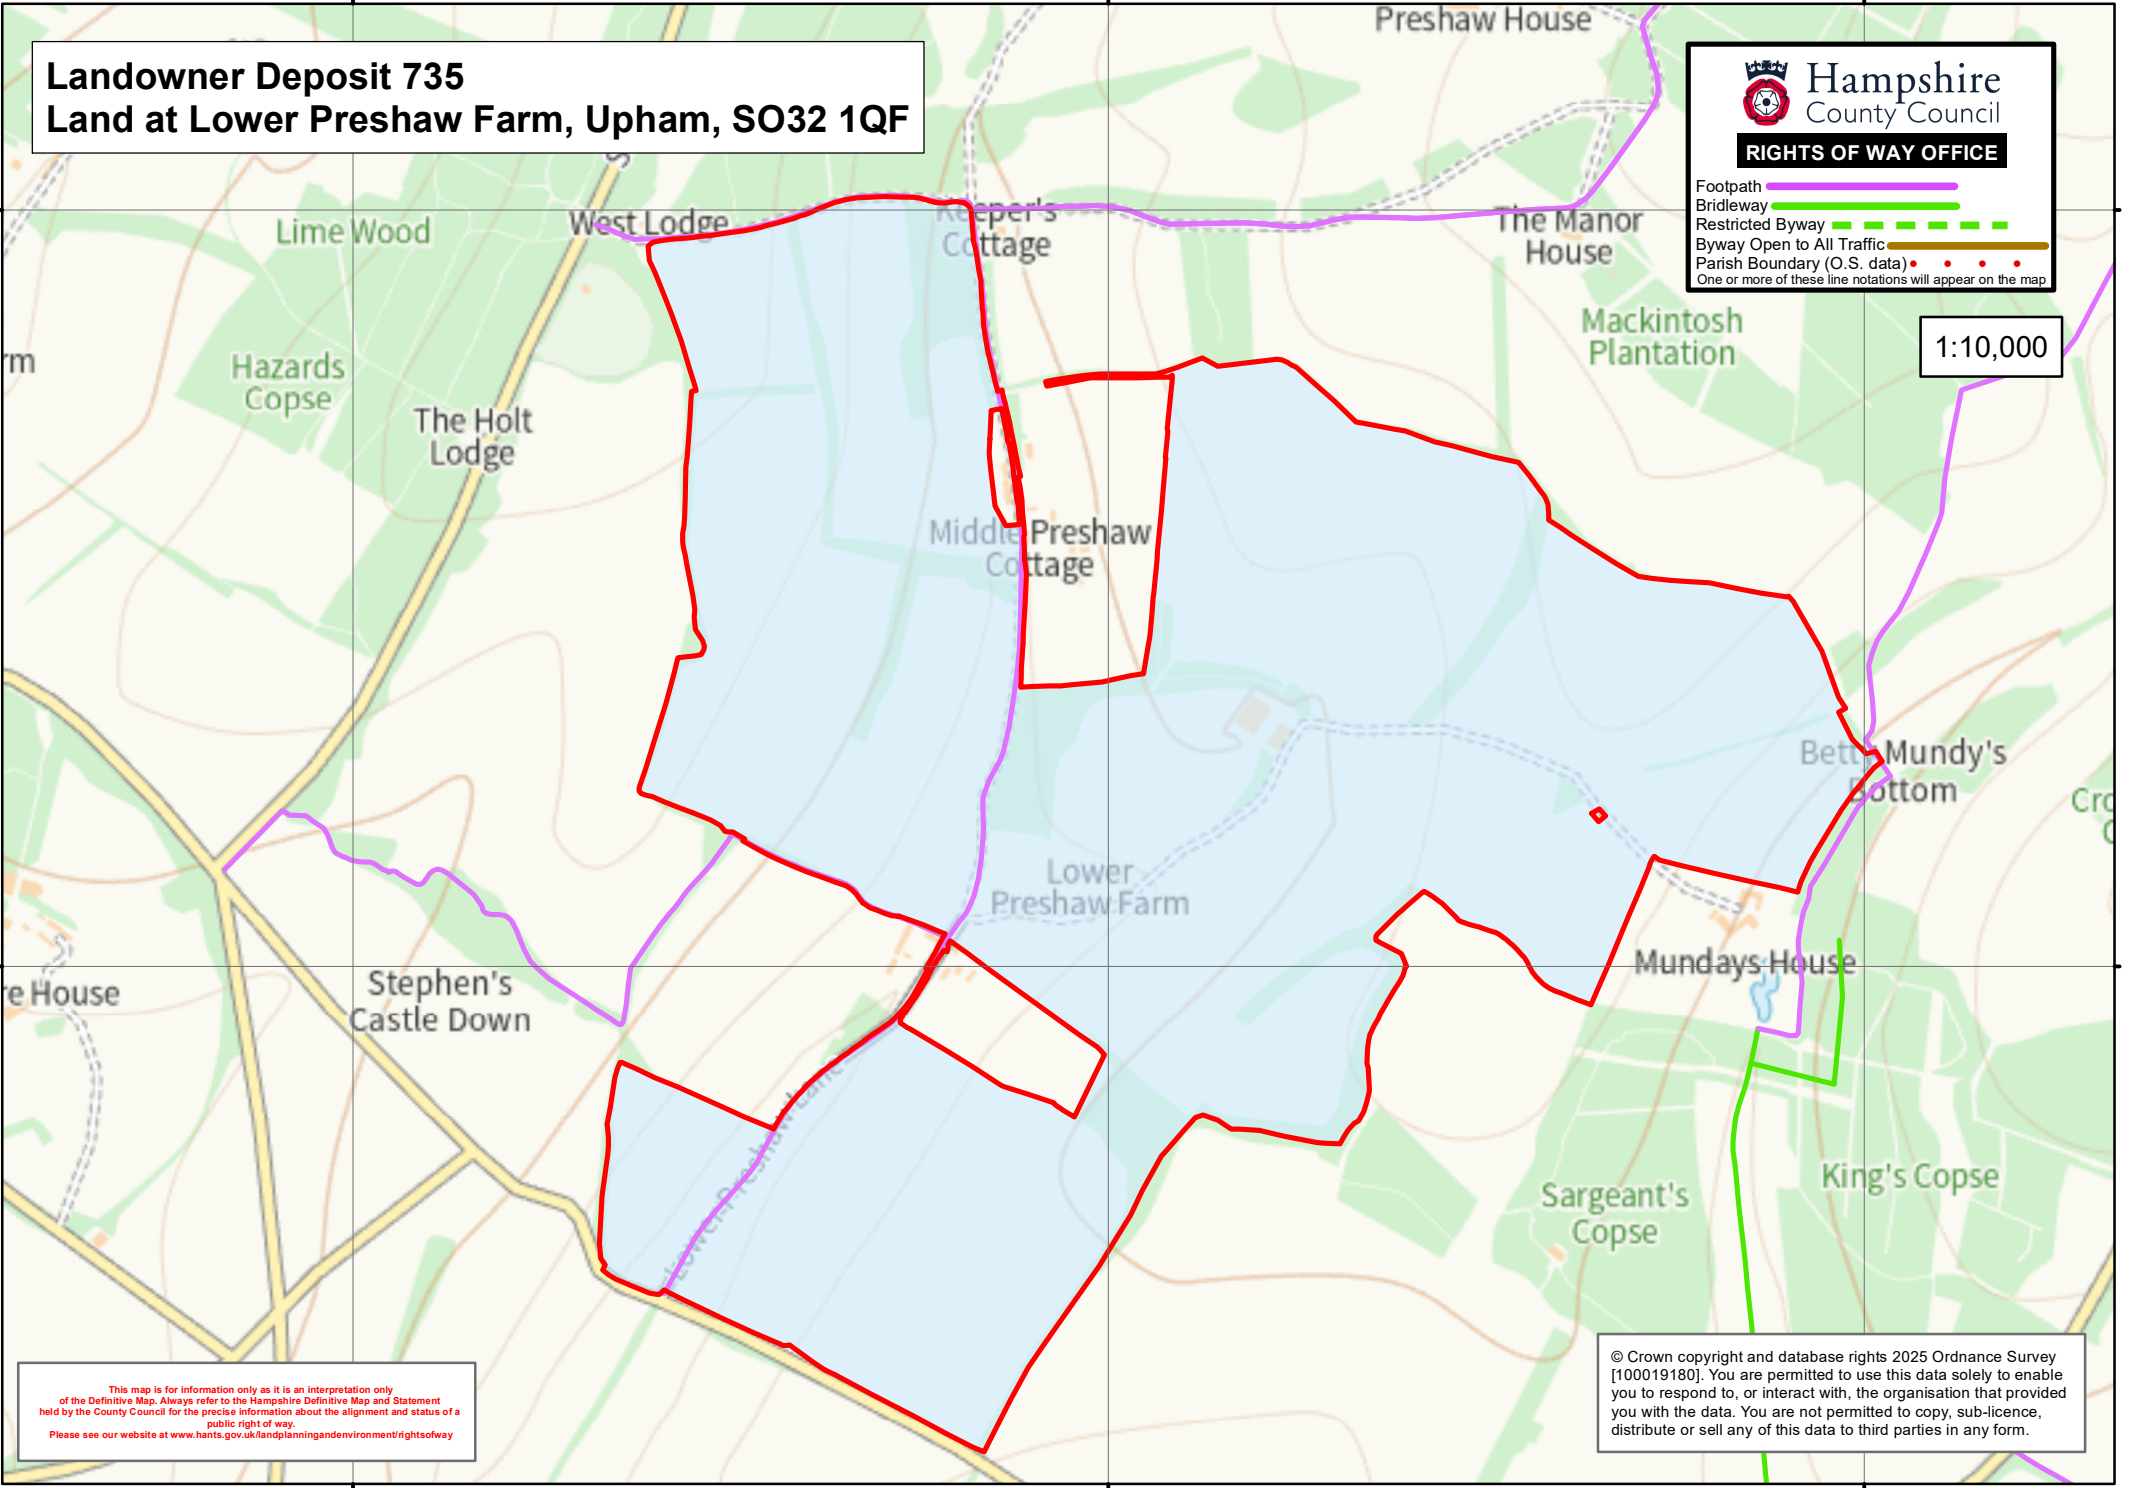 Landowner Deposit 735
Land at Lower Preshaw Farm, Upham, SO32 1QF
Preshaw House
Hampshire
County Council
RIGHTS OF WAY OFFICE
Footpath
Bridleway
Restricted Byway
Byway Open to All Traffic
Parish Boundary (O.S. data)
One or more of these line notations will appear on the map
1:10,000
Lime Wood
West Lodge
Keeper's
Cottage
The Manor
House
Mackintosh
Plantation
rm
Hazards
Copse
The Holt
Lodge
Middle Preshaw
Cottage
Betty Mundy's
Bottom
Cro
Lower
Preshaw Farm
Mundays House
re House
Stephen's
Castle Down
Lower Preshaw Lane
Sargeant's
Copse
King's Copse
This map is for information only as it is an interpretation only
of the Definitive Map. Always refer to the Hampshire Definitive Map and Statement
held by the County Council for the precise information about the alignment and status of a
public right of way.
Please see our website at www.hants.gov.uk/landplanningandenvironment/rightsofway
© Crown copyright and database rights 2025 Ordnance Survey
[100019180]. You are permitted to use this data solely to enable
you to respond to, or interact with, the organisation that provided
you with the data. You are not permitted to copy, sub-licence,
distribute or sell any of this data to third parties in any form.